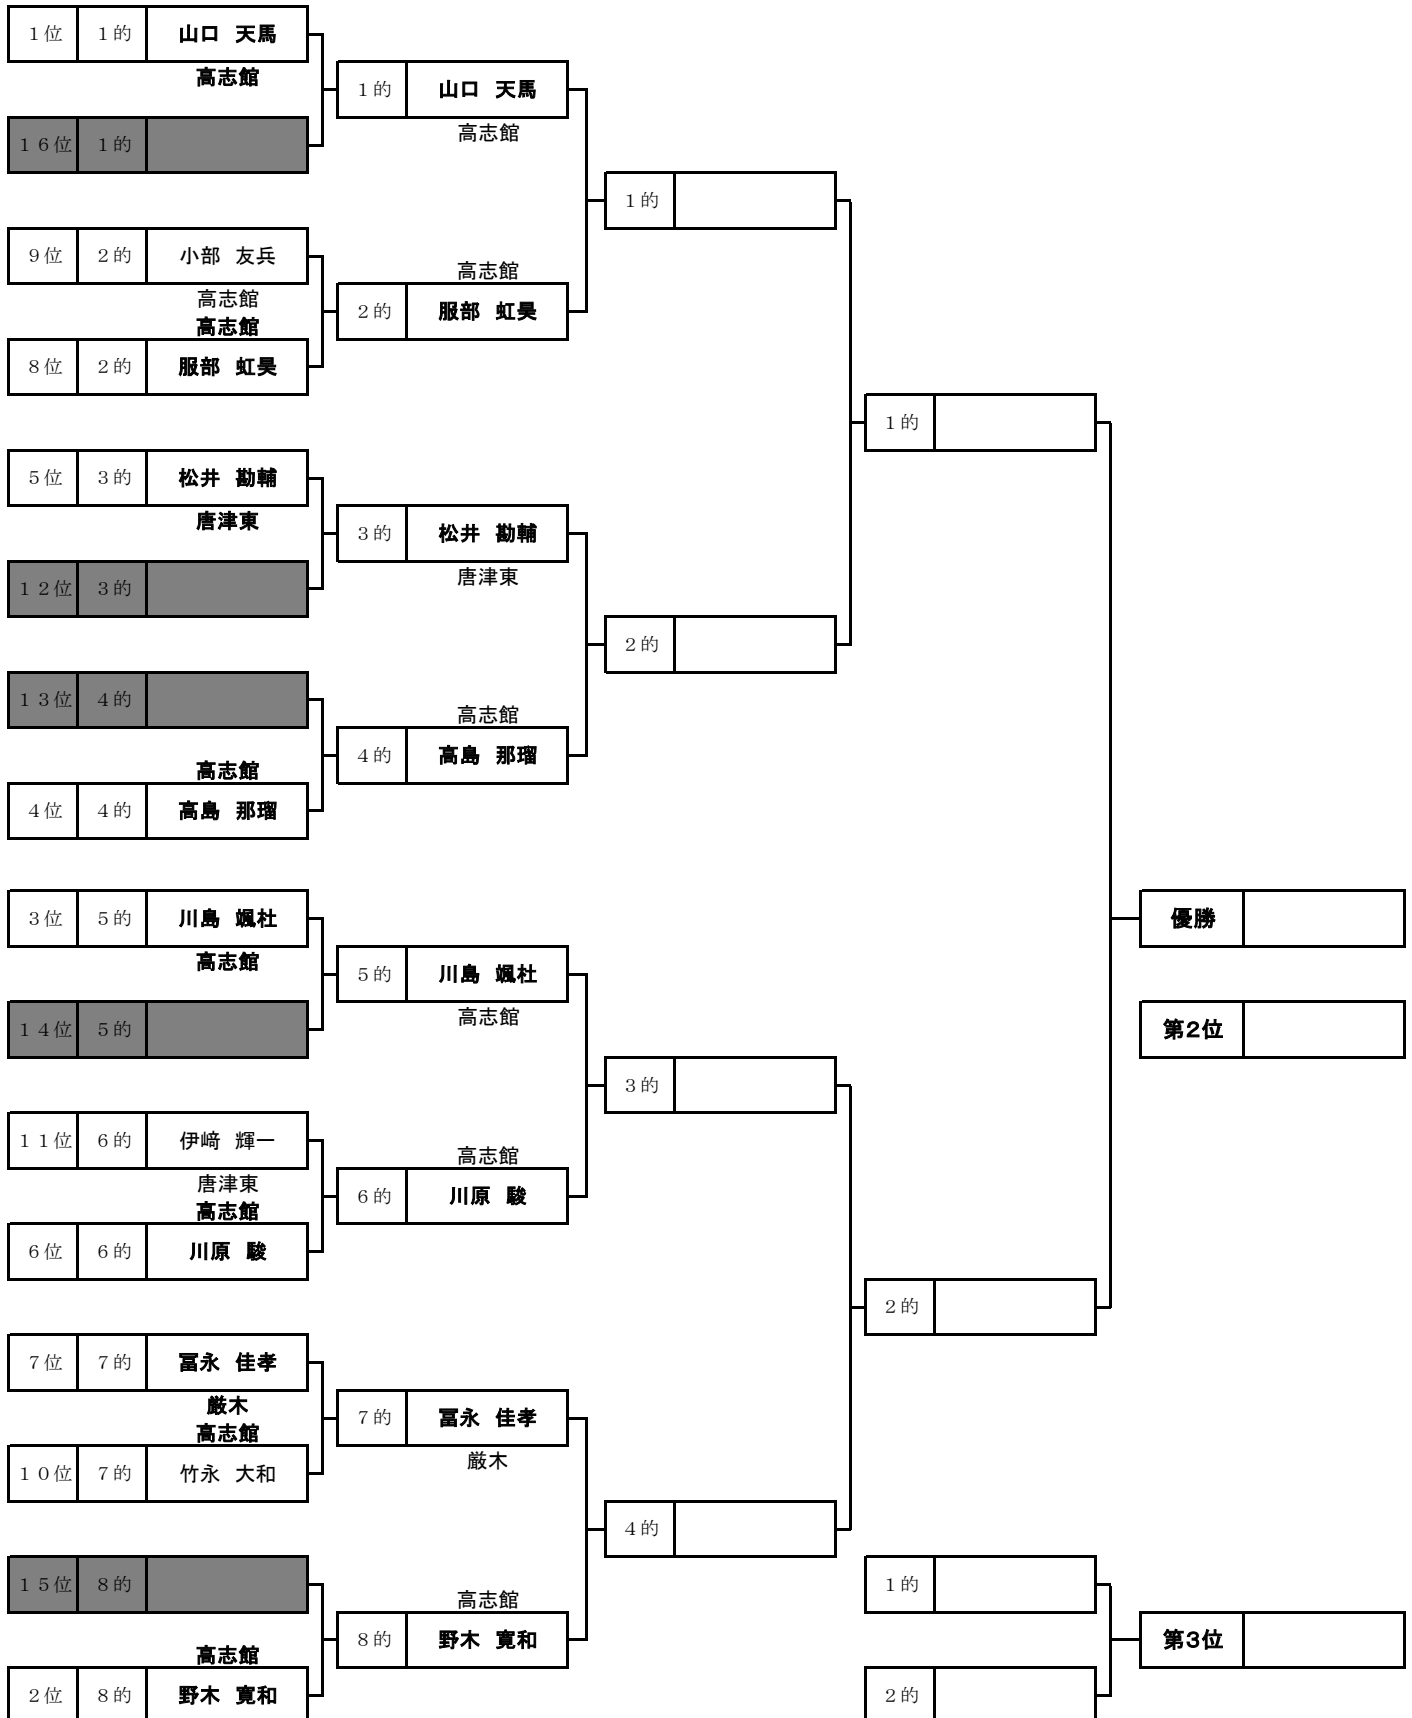 １位 １的 山口 天馬
高志館
１的 山口 天馬
高志館
１６位 １的
１的
９位 ２的 小部 友兵
高志館
高志館
２的 服部 虹昊
８位 ２的 服部 虹昊
１的
５位 ３的 松井 勘輔
唐津東
３的 松井 勘輔
唐津東
１２位 ３的
２的
１３位 ４的
高志館
４的 高島 那瑠
高志館
４位 ４的 高島 那瑠
３位 ５的 川島 颯杜
高志館
優勝
５的 川島 颯杜
高志館
１４位 ５的
第２位
３的
１１位 ６的 伊﨑 輝一
唐津東
高志館
高志館
６的 川原 駿
６位 ６的 川原 駿
２的
７位 ７的 冨永 佳孝
厳木
高志館
７的 冨永 佳孝
厳木
１０位 ７的 竹永 大和
４的
１５位 ８的
１的
高志館
８的 野木 寛和
第３位
高志館
２位 ８的 野木 寛和
２的